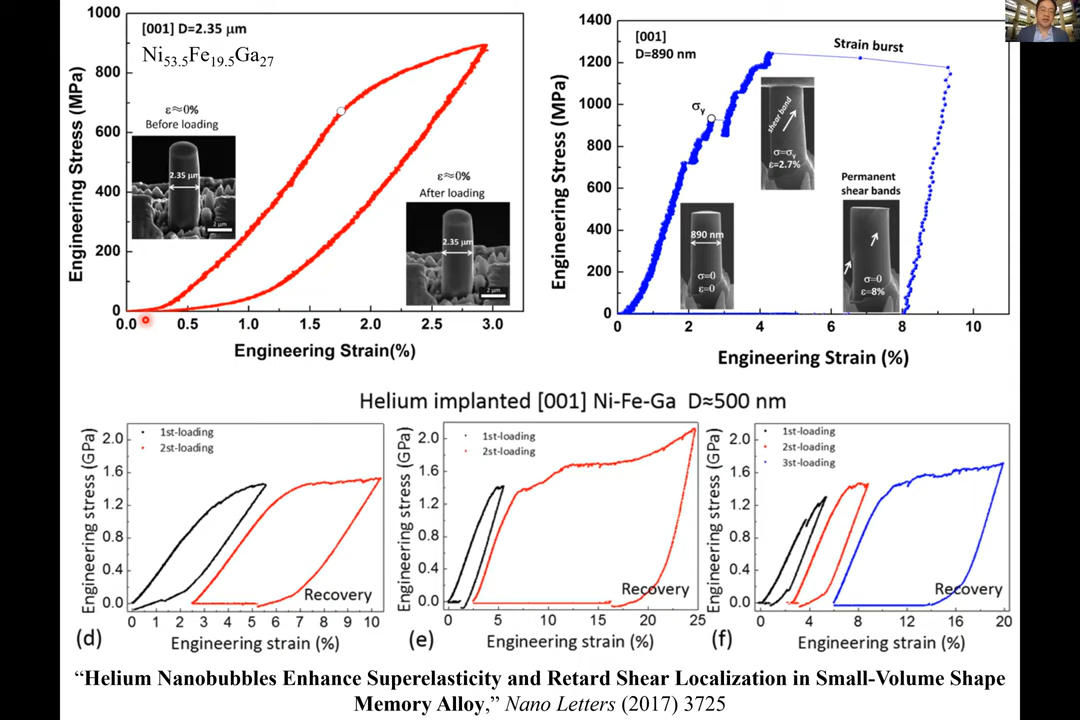 [001] D=2.35 μm
Ni53.5Fe19.5Ga27
Engineering Stress (MPa)
1000
800
600
400
200
0
ε≈0%
Before loading
2.35 μm
2 μm
ε≈0%
After loading
2.35 μm
2 μm
0.0 0.5 1.0 1.5 2.0 2.5 3.0
Engineering Strain(%)
[001]
D=890 nm
Engineering Stress (MPa)
1400
1200
1000
800
600
400
200
0
Strain burst
σy
shear band
σ=σy
ε=2.7%
Permanent
shear bands
890 nm
σ=0
ε=0
σ=0
ε=8%
0 2 4 6 8 10
Engineering Strain (%)
Helium implanted [001] Ni-Fe-Ga D≈500 nm
Engineering stress (GPa)
2.0
1.6
1.2
0.8
0.4
0.0
1st-loading
2st-loading
Recovery
0 1 2 3 4 5 6 7 8 9 10
(d)
Engineering strain (%)
Engineering stress (GPa)
2.0
1.6
1.2
0.8
0.4
0.0
1st-loading
2st-loading
Recovery
0 5 10 15 20 25
(e)
Engineering strain (%)
Engineering stress (GPa)
2.0
1.6
1.2
0.8
0.4
0.0
1st-loading
2st-loading
3st-loading
Recovery
0 4 8 12 16 20
(f)
Engineering strain (%)
“Helium Nanobubbles Enhance Superelasticity and Retard Shear Localization in Small-Volume Shape
Memory Alloy,” Nano Letters (2017) 3725